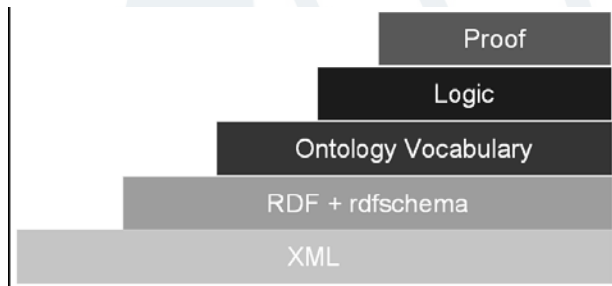 Proof
Logic
Ontology Vocabulary
RDF + rdfschema
XML